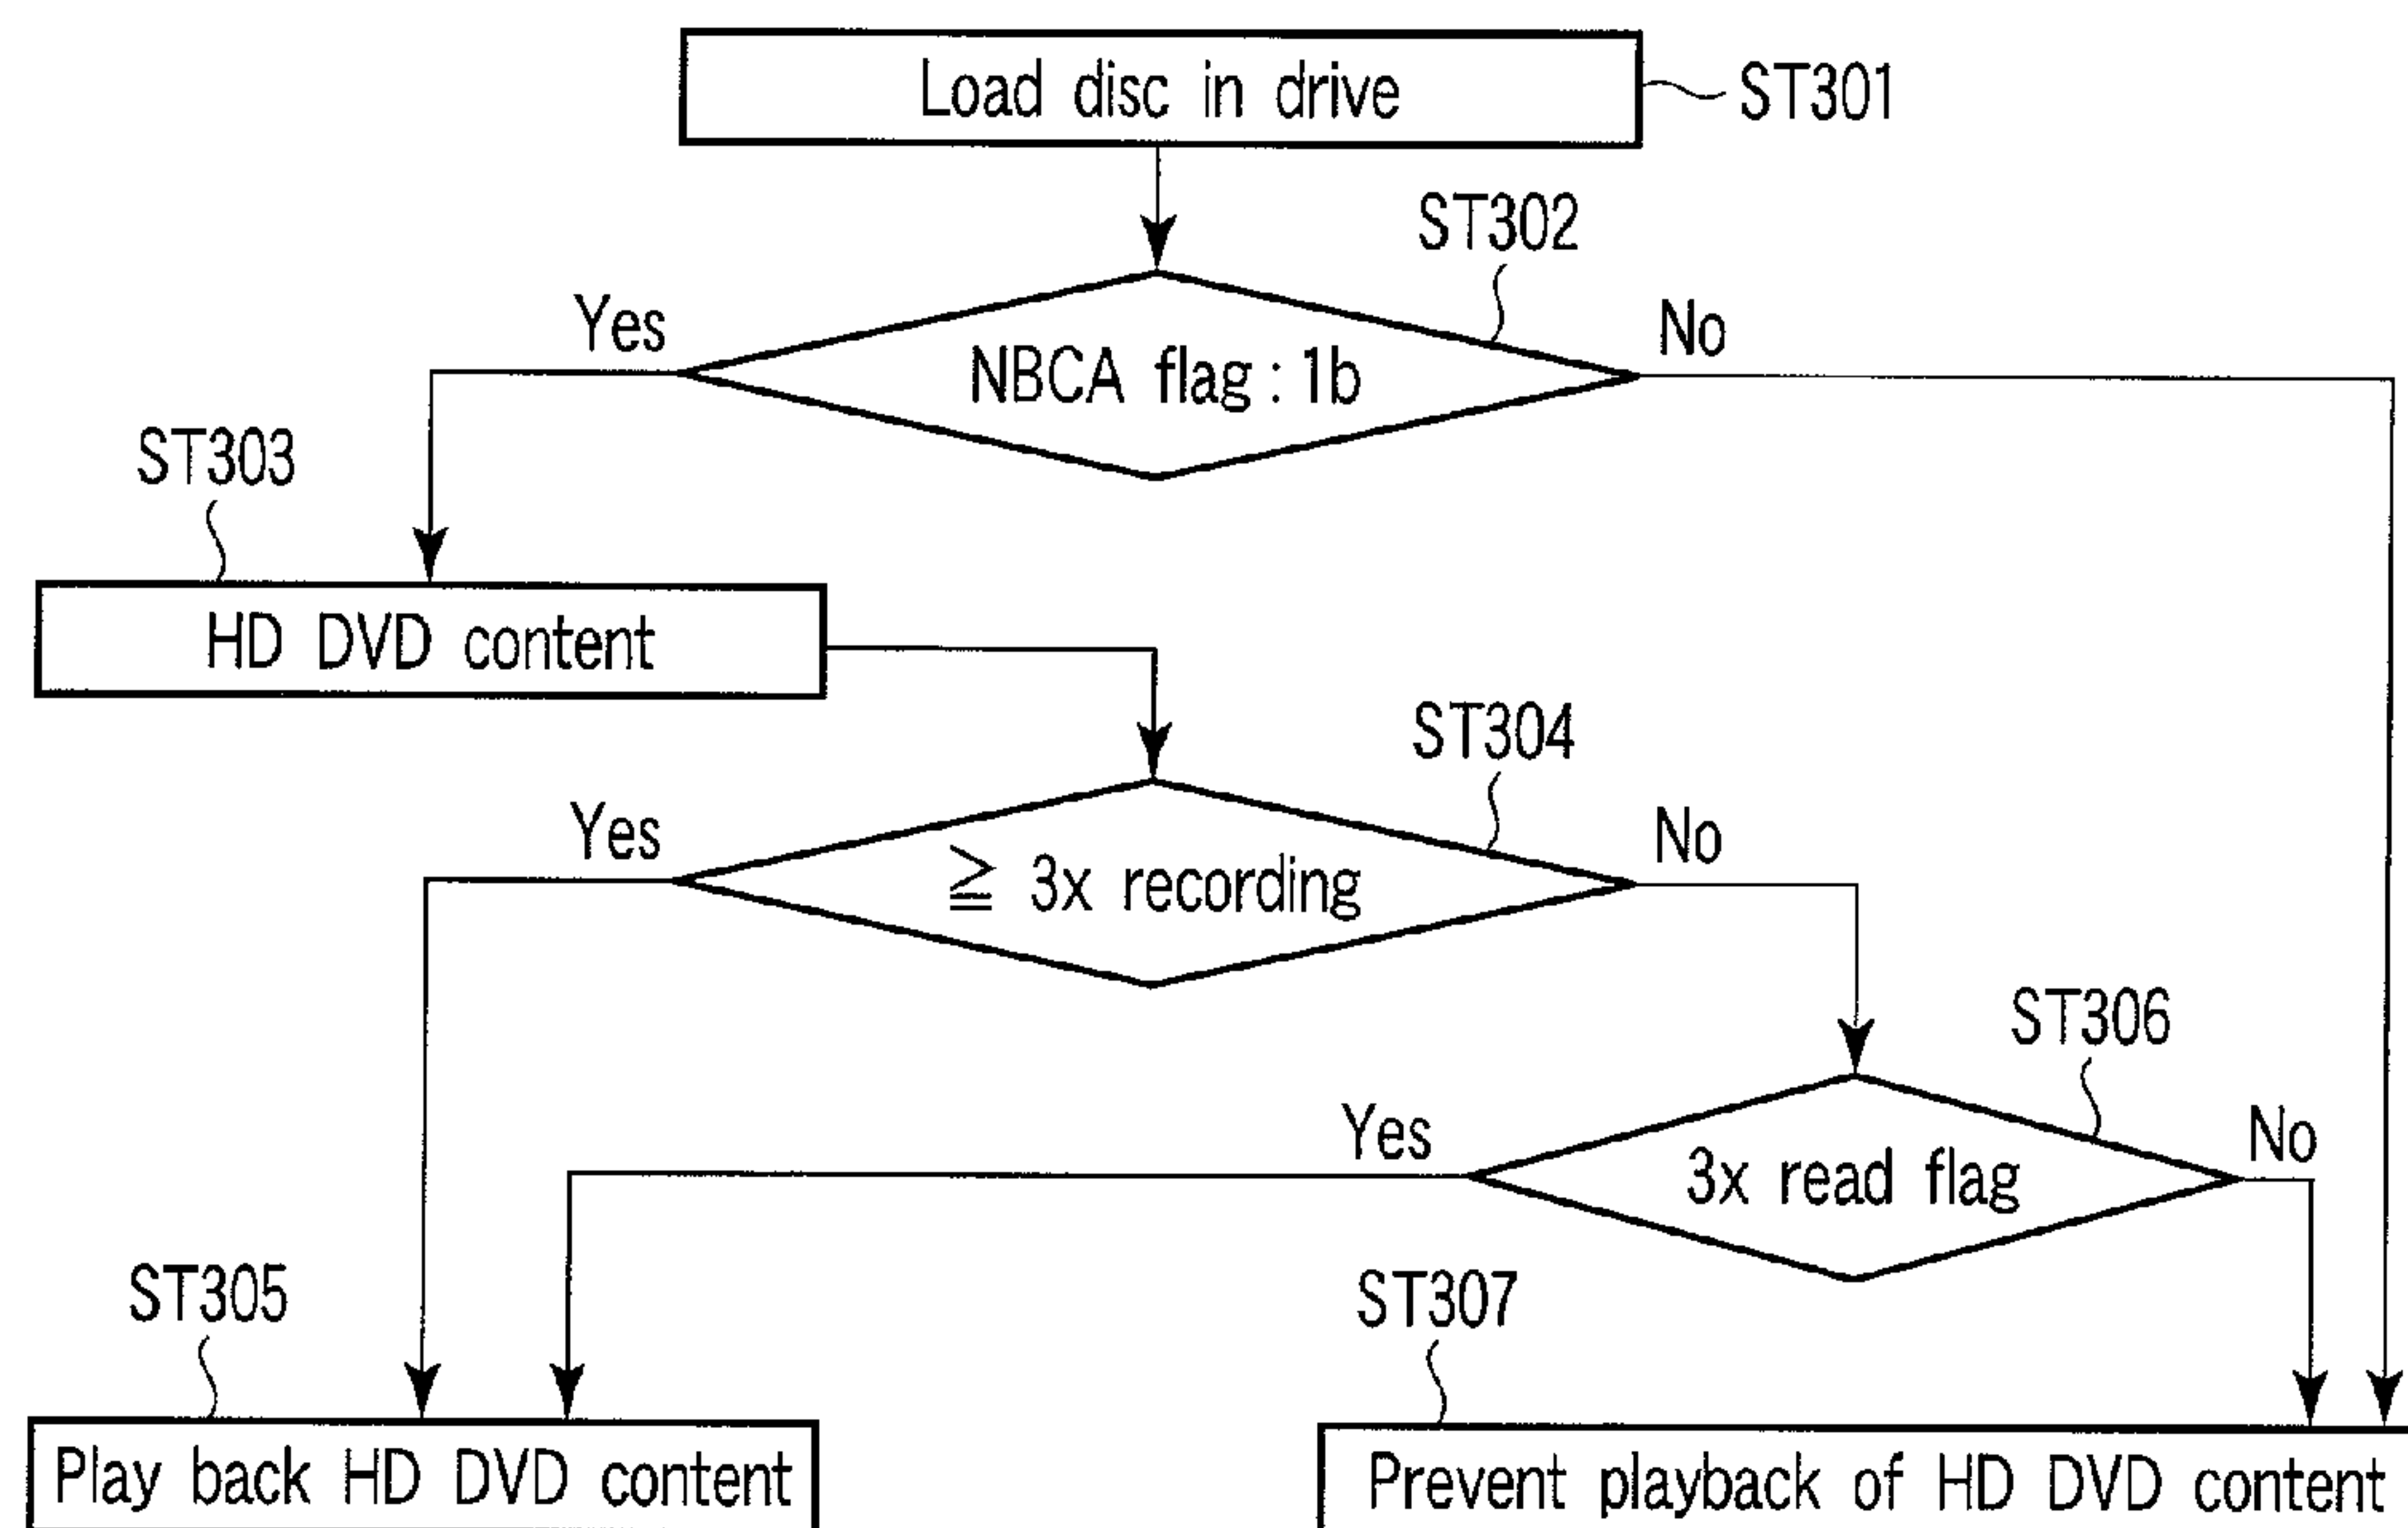 Load disc in drive
ST301
ST302
Yes
No
NBCA flag : 1b
ST303
HD DVD content
ST304
Yes
No
≧ 3x recording
ST306
Yes
No
3x read flag
ST305
ST307
Play back HD DVD content
Prevent playback of HD DVD content